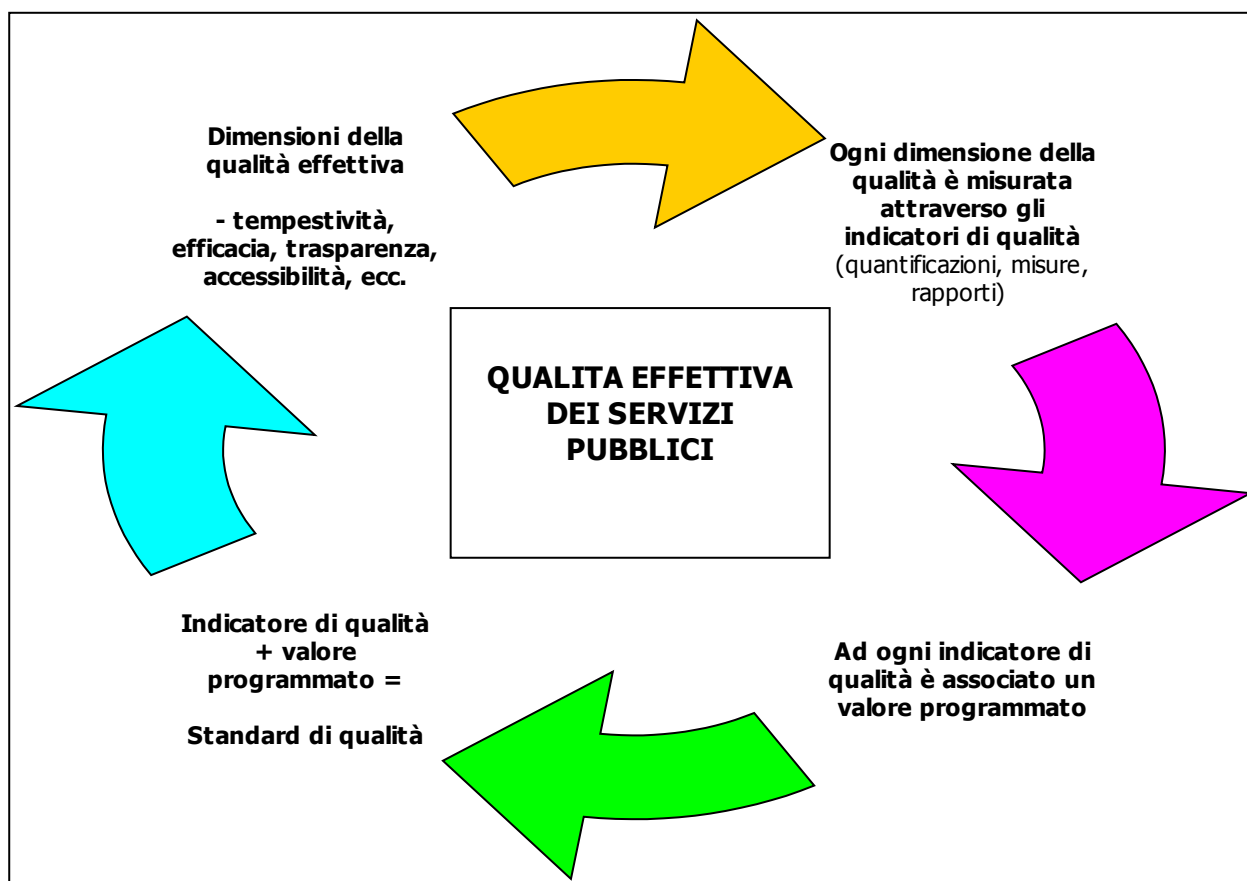 Dimensioni della
qualità effettiva
- tempestività,
efficacia, trasparenza,
accessibilità, ecc.
Ogni dimensione della
qualità è misurata
attraverso gli
indicatori di qualità
(quantificazioni, misure,
rapporti)
QUALITA EFFETTIVA
DEI SERVIZI
PUBBLICI
Ad ogni indicatore di
qualità è associato un
valore programmato
Indicatore di qualità
+ valore
programmato =
Standard di qualità